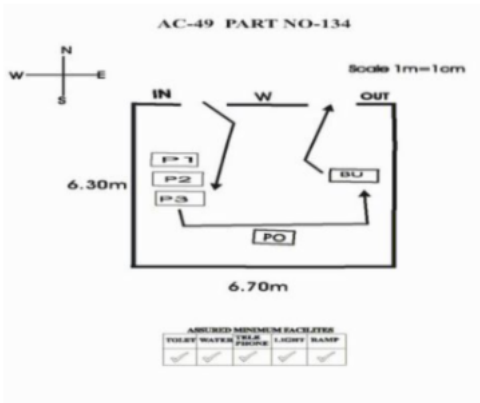 AC-49 PART NO-134
N
W E
S
Scale 1m=1cm
IN W OUT
P1
P2
P3
BU
6.30m
PO
6.70m
ASSURED MINIMUM FACILITES
TOILET WATER TELE PHONE LIGHT RAMP